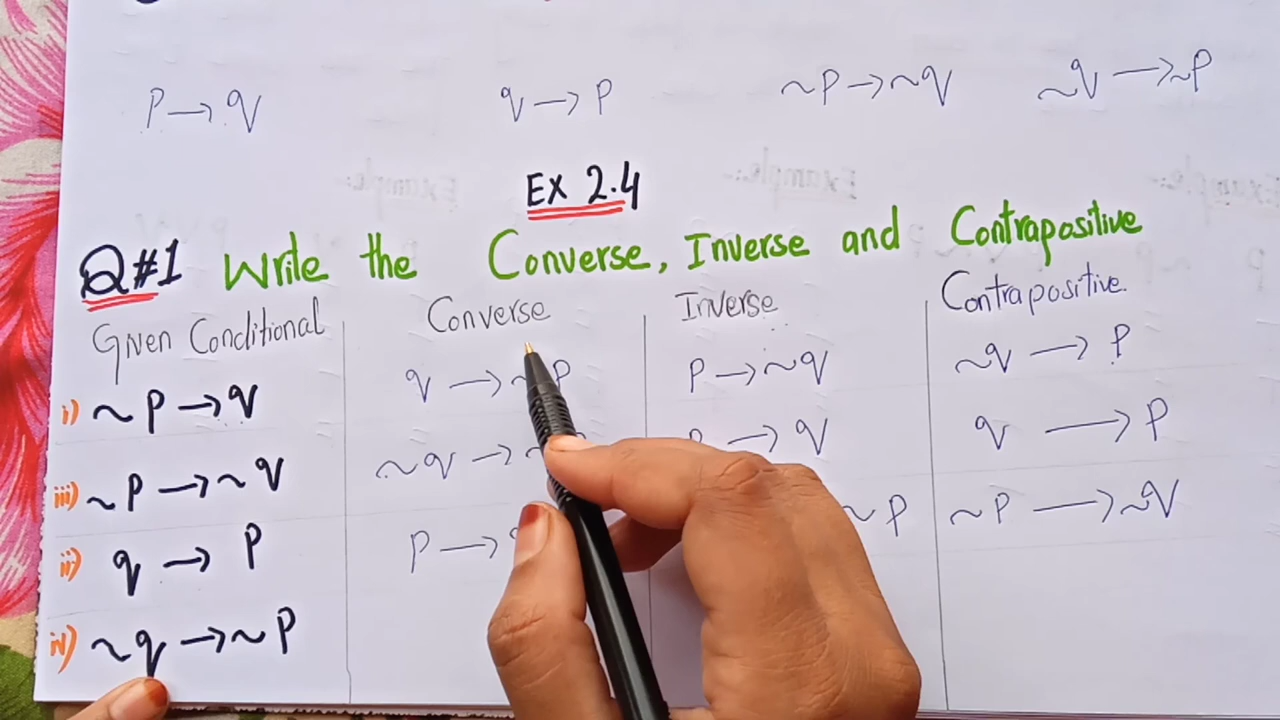 P → q q → P ~P → ~q ~q → ~P
Ex 2.4
Q#1 Write the Converse, Inverse and Contrapositive
Given Conditional Converse Inverse Contrapositive.
i) ~P → q q → ~P P → ~q ~q → P
iii) ~P → ~q ~q → → q q → P
ii) q → P P → ~P ~P → ~q
iv) ~q → ~P